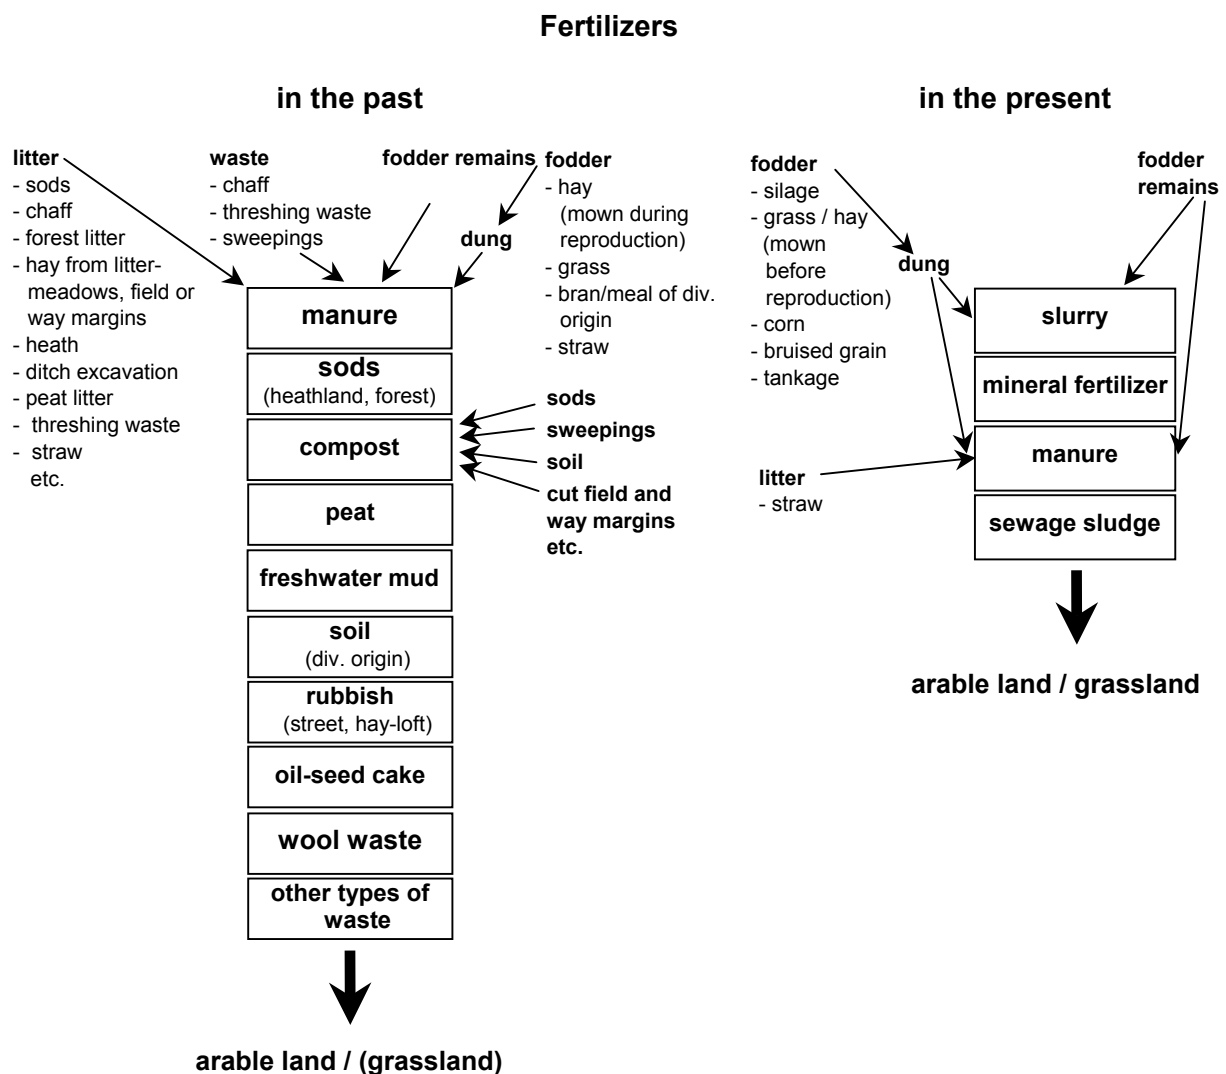 Fertilizers
in the past
litter
- sods
- chaff
- forest litter
- hay from litter-
meadows, field or
way margins
- heath
- ditch excavation
- peat litter
- threshing waste
- straw
etc.
waste
- chaff
- threshing waste
- sweepings
fodder remains
fodder
- hay
(mown during
reproduction)
- grass
- bran/meal of div.
origin
- straw
dung
manure
sods
(heathland, forest)
compost
sods
sweepings
soil
cut field and
way margins
etc.
peat
freshwater mud
soil
(div. origin)
rubbish
(street, hay-loft)
oil-seed cake
wool waste
other types of
waste
arable land / (grassland)
in the present
fodder
- silage
- grass / hay
(mown
before
reproduction)
- corn
- bruised grain
- tankage
dung
fodder
remains
litter
- straw
slurry
mineral fertilizer
manure
sewage sludge
arable land / grassland